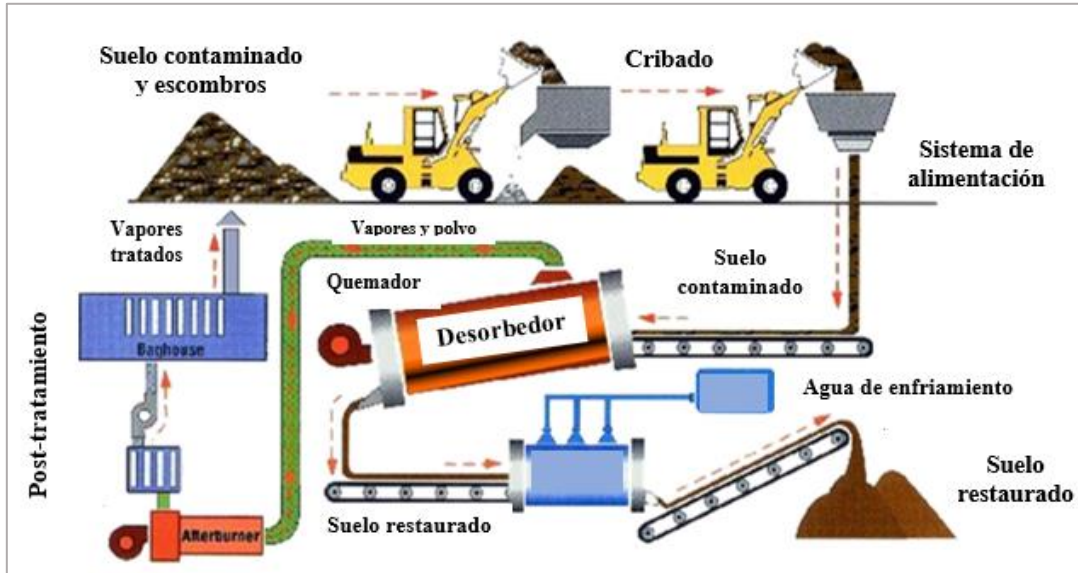 Suelo contaminado
y escombros
Cribado
Sistema de
alimentación
Vapores
tratados
Vapores y polvo
Quemador
Suelo
contaminado
Desorbedor
Baghouse
Post-tratamiento
Agua de enfriamiento
Suelo
restaurado
Suelo restaurado
Afterburner